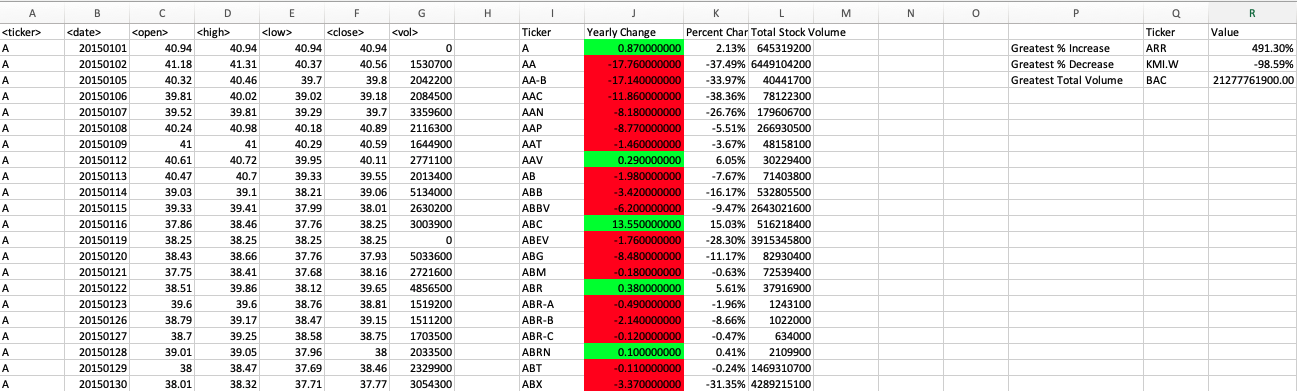 A B C D E F G H I J K L M N O P Q R
<ticker> <date> <open> <high> <low> <close> <vol> Ticker Yearly Change Percent Char Total Stock Volume Ticker Value
A 20150101 40.94 40.94 40.94 40.94 0 A 0.870000000 2.13% 645319200 Greatest % Increase ARR 491.30%
A 20150102 41.18 41.31 40.37 40.56 1530700 AA -17.760000000 -37.49% 6449104200 Greatest % Decrease KMI.W -98.59%
A 20150105 40.32 40.46 39.7 39.8 2042200 AA-B -17.140000000 -33.97% 40441700 Greatest Total Volume BAC 21277761900.00
A 20150106 39.81 40.02 39.02 39.18 2084500 AAC -11.860000000 -38.36% 78122300
A 20150107 39.52 39.81 39.29 39.7 3359600 AAN -8.180000000 -26.76% 179606700
A 20150108 40.24 40.98 40.18 40.89 2116300 AAP -8.770000000 -5.51% 266930500
A 20150109 41 41 40.29 40.59 1644900 AAT -1.460000000 -3.67% 48158100
A 20150112 40.61 40.72 39.95 40.11 2771100 AAV 0.290000000 6.05% 30229400
A 20150113 40.47 40.7 39.33 39.55 2013400 AB -1.980000000 -7.67% 71403800
A 20150114 39.03 39.1 38.21 39.06 5134000 ABB -3.420000000 -16.17% 532805500
A 20150115 39.33 39.41 37.99 38.01 2630200 ABBV -6.200000000 -9.47% 2643021600
A 20150116 37.86 38.46 37.76 38.25 3003900 ABC 13.550000000 15.03% 516218400
A 20150119 38.25 38.25 38.25 38.25 0 ABEV -1.760000000 -28.30% 3915345800
A 20150120 38.43 38.66 37.76 37.93 5033600 ABG -8.480000000 -11.17% 82930400
A 20150121 37.75 38.41 37.68 38.16 2721600 ABM -0.180000000 -0.63% 72539400
A 20150122 38.51 39.86 38.12 39.65 4856500 ABR 0.380000000 5.61% 37916900
A 20150123 39.6 39.6 38.76 38.81 1519200 ABR-A -0.490000000 -1.96% 1243100
A 20150126 38.79 39.17 38.47 39.15 1511200 ABR-B -2.140000000 -8.66% 1022000
A 20150127 38.7 39.25 38.58 38.75 1703500 ABR-C -0.120000000 -0.47% 634000
A 20150128 39.01 39.05 37.96 38 2033500 ABRN 0.100000000 0.41% 2109900
A 20150129 38 38.47 37.69 38.46 2329900 ABT -0.110000000 -0.24% 1469310700
A 20150130 38.01 38.32 37.71 37.77 3054300 ABX -3.370000000 -31.35% 4289215100